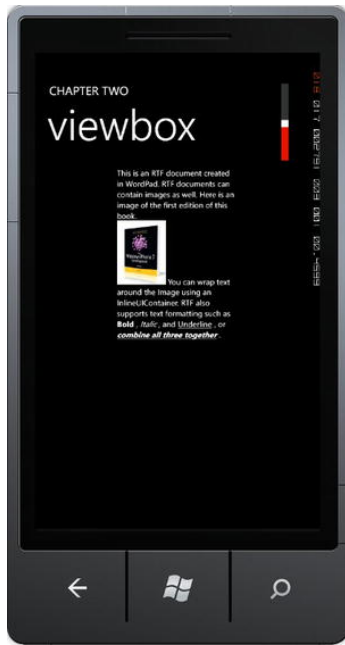 CHAPTER TWO
viewbox
This is an RTF document created
in WordPad. RTF documents can
contain images as well. Here is an
image of the first edition of this
book.
You can wrap text
around the Image using an
InlineUIContainer. RTF also
supports text formatting such as
Bold , Italic, and Underline , or
combine all three together .